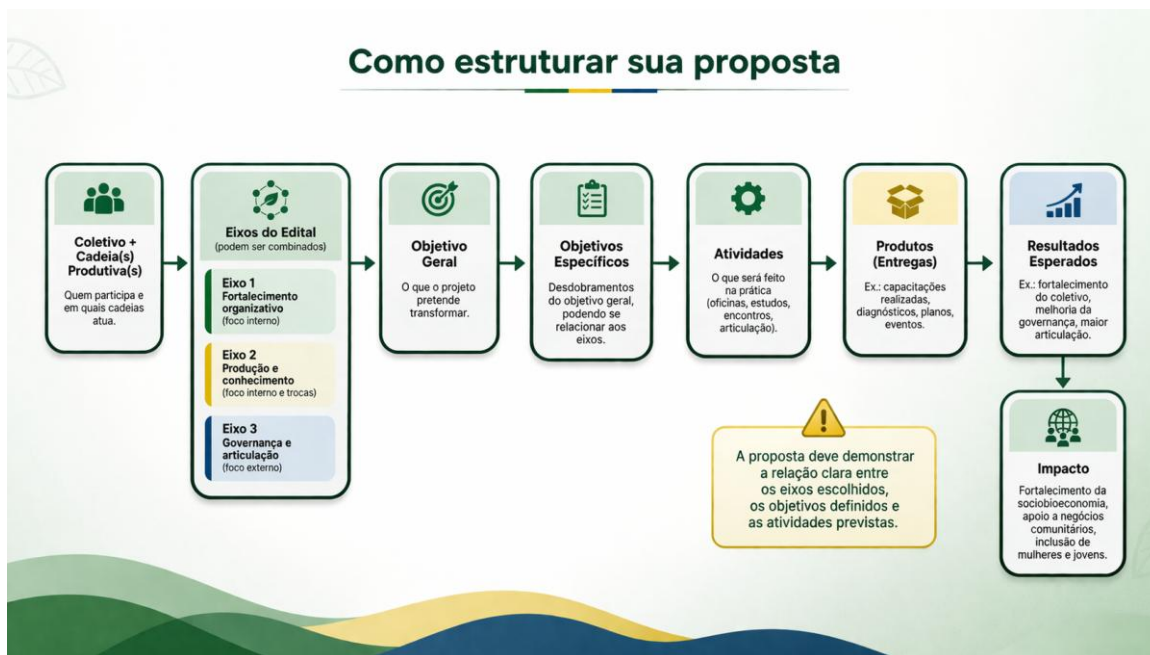 Como estruturar sua proposta
Coletivo +
Cadeia(s)
Produtiva(s)
Quem participa e
em quais cadeias
atua.
Eixos do Edital
(podem ser combinados)
Eixo 1
Fortalecimento
organizativo
(foco interno)
Eixo 2
Produção e
conhecimento
(foco interno e trocas)
Eixo 3
Governança e
articulação
(foco externo)
Objetivo
Geral
O que o projeto
pretende
transformar.
Objetivos
Específicos
Desdobramentos
do objetivo geral,
podendo se
relacionar aos
eixos.
Atividades
O que será feito
na prática
(oficinas, estudos,
encontros,
articulação).
Produtos
(Entregas)
Ex.: capacitações
realizadas,
diagnósticos, planos,
eventos.
Resultados
Esperados
Ex.: fortalecimento
do coletivo,
melhoria da
governança, maior
articulação.
Impacto
Fortalecimento da
sociobioeconomia,
apoio a negócios
comunitários,
inclusão de
mulheres e jovens.
A proposta deve demonstrar
a relação clara entre
os eixos escolhidos,
os objetivos definidos e
as atividades previstas.